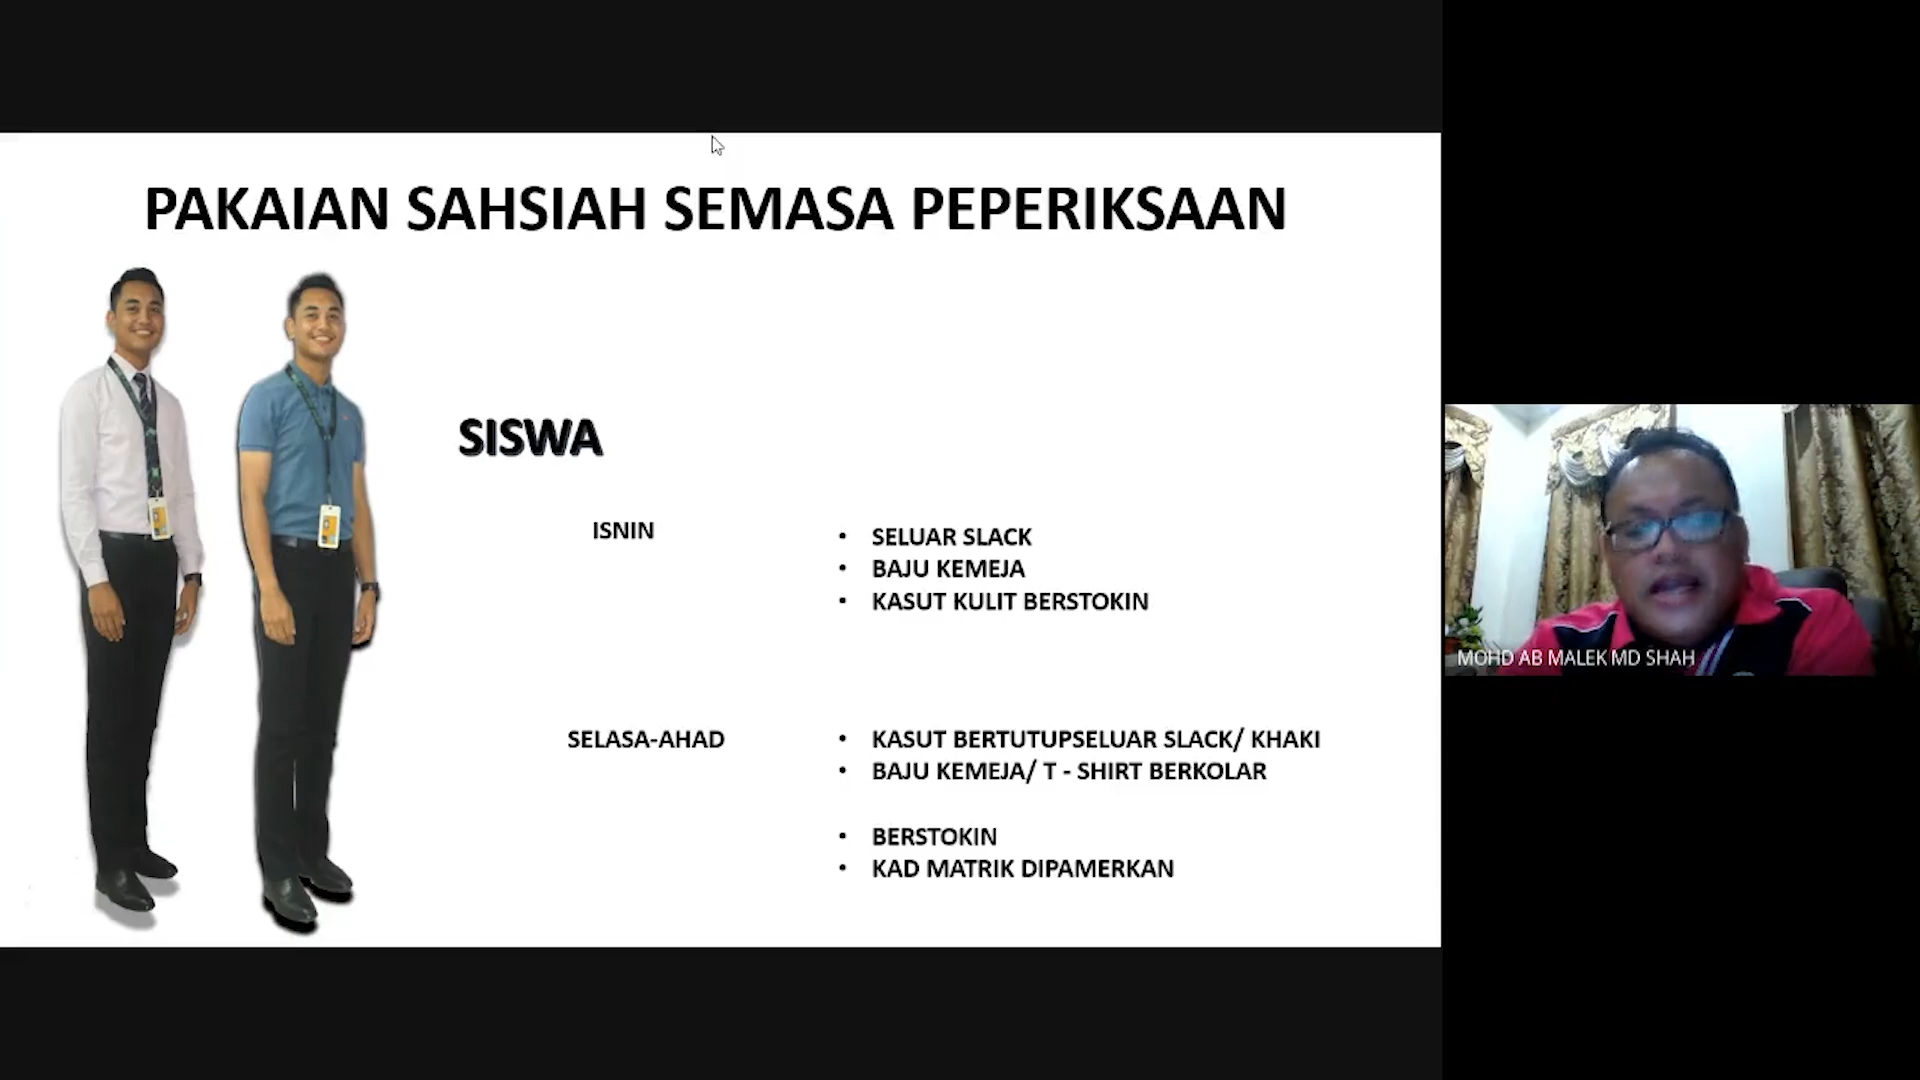 PAKAIAN SAHSIAH SEMASA PEPERIKSAAN
SISWA
ISNIN
• SELUAR SLACK
• BAJU KEMEJA
• KASUT KULIT BERSTOKIN
SELASA-AHAD
• KASUT BERTUTUPSELUAR SLACK/ KHAKI
• BAJU KEMEJA/ T - SHIRT BERKOLAR
• BERSTOKIN
• KAD MATRIK DIPAMERKAN
MOHD AB MALEK MD SHAH